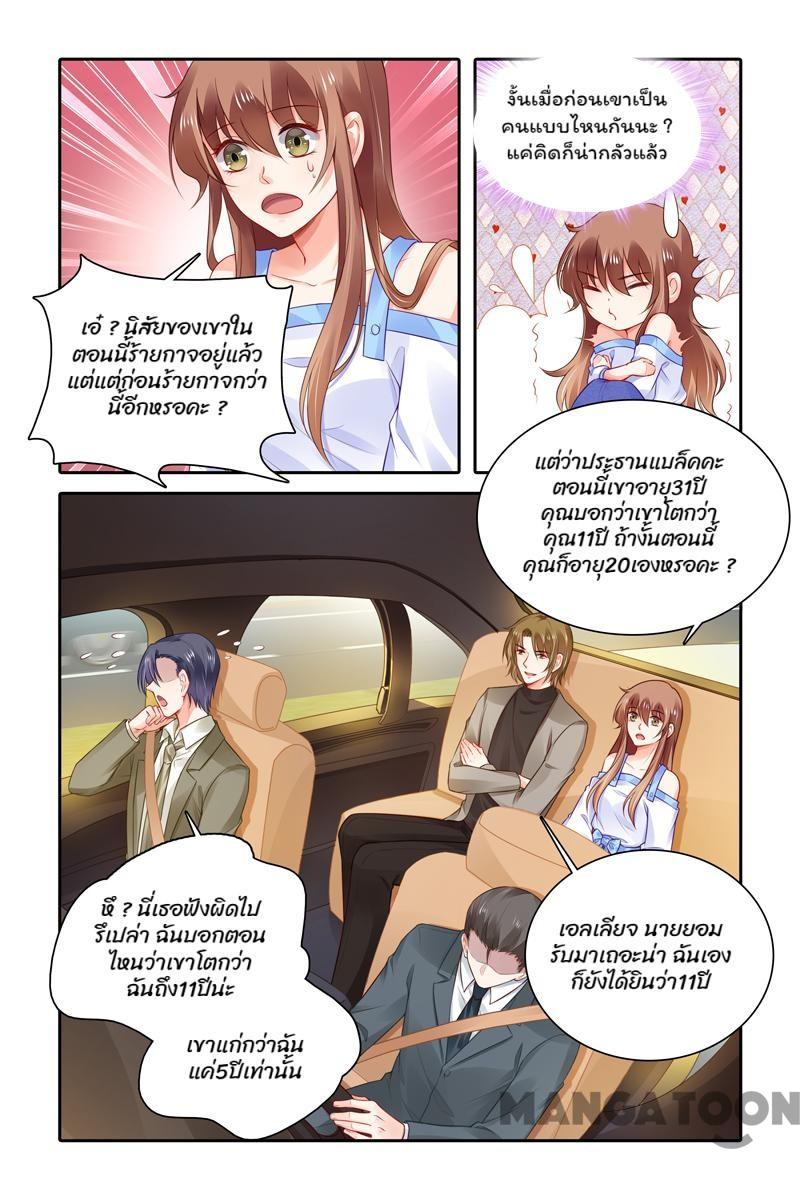 เอ๋ ? นิสัยของเขาใน
ตอนนี้ร้ายกาจอยู่แล้ว
แต่แต่ก่อนร้ายกาจกว่า
นี้อีกหรอคะ ?
งั้นเมื่อก่อนเขาเป็น
คนแบบไหนกันนะ ?
แค่คิดก็น่ากลัวแล้ว
แต่ว่าประธานแบล็คคะ
ตอนนี้เขาอายุ31ปี
คุณบอกว่าเขาโตกว่า
คุณ11ปี ถ้างั้นตอนนี้
คุณก็อายุ20เองหรอคะ ?
หึ ? นี่เธอฟังผิดไป
รึเปล่า ฉันบอกตอน
ไหนว่าเขาโตกว่า
ฉันถึง11ปีน่ะ
เขาแก่กว่าฉัน
แค่5ปีเท่านั้น
เอลเลียจ นายยอม
รับมาเถอะน่า ฉันเอง
ก็ยังได้ยินว่า11ปี
MANGATOON